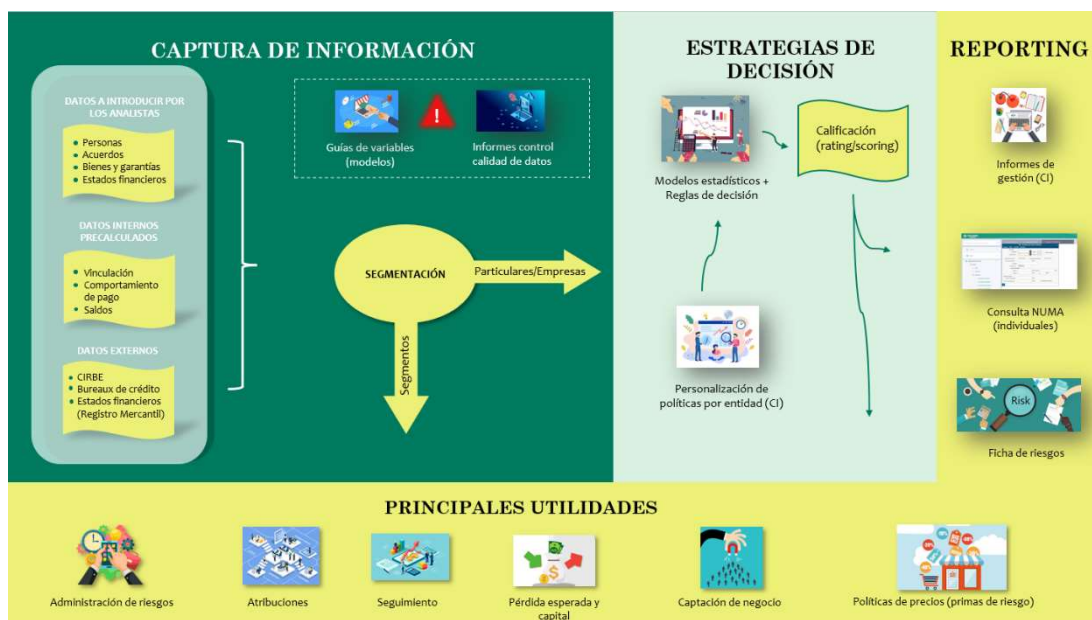 CAPTURA DE INFORMACIÓN
DATOS A INTRODUCIR POR
LOS ANALISTAS
Personas
Acuerdos
Bienes y garantías
Estados financieros
DATOS INTERNOS
PRECALCULADOS
Vinculación
Comportamiento
de pago
Saldos
DATOS EXTERNOS
CIRBE
Bureaux de crédito
Estados financieros
(Registro Mercantil)
Guías de variables
(modelos)
!
Informes control
calidad de datos
SEGMENTACIÓN
Particulares/Empresas
Segmentos
ESTRATEGIAS DE
DECISIÓN
Modelos estadísticos +
Reglas de decisión
Calificación
(rating/scoring)
Personalización de
políticas por entidad (CI)
REPORTING
Informes de
gestión (CI)
Consulta NUMA
(individuales)
Risk
Ficha de riesgos
PRINCIPALES UTILIDADES
Administración de riesgos
Atribuciones
Seguimiento
Pérdida esperada y
capital
Captación de negocio
Políticas de precios (primas de riesgo)